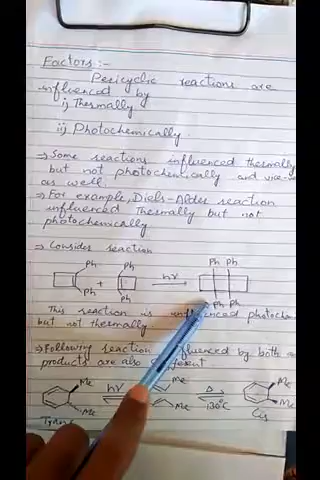 Factors :-
Pericyclic reactions are
influenced by
i) Thermally
ii) Photochemically.
⇒ Some reactions influenced thermally
but not photochemically and vice-
as well.
⇒ For example, Diels-Alder reaction
influenced Thermally but not
photochemically
⇒ Consider reaction
Ph Ph Ph Ph
+ hν
Ph Ph Ph Ph
This reaction is influenced photoche
but not thermally.
⇒ Following reaction influenced by both a
products are also different
Me hν Me Δ Me
Me Me 130°C Me
Cis